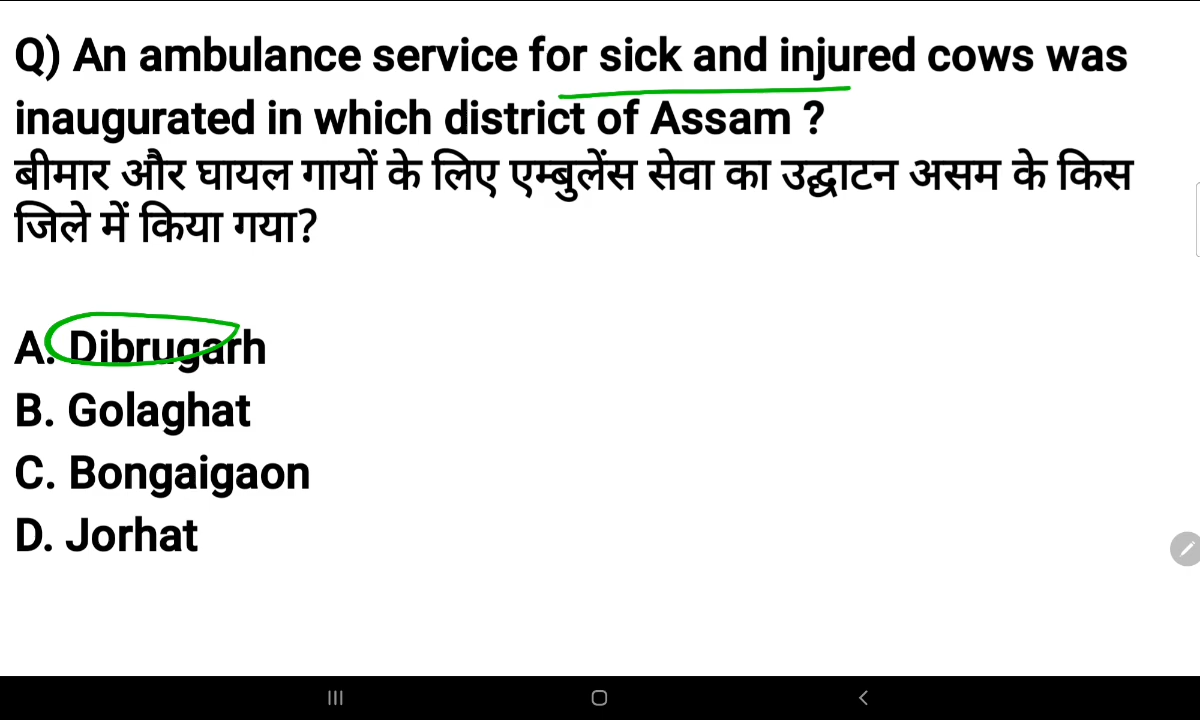 Q) An ambulance service for sick and injured cows was
inaugurated in which district of Assam ?
बीमार और घायल गायों के लिए एम्बुलेंस सेवा का उद्घाटन असम के किस
जिले में किया गया?
A. Dibrugarh
B. Golaghat
C. Bongaigaon
D. Jorhat